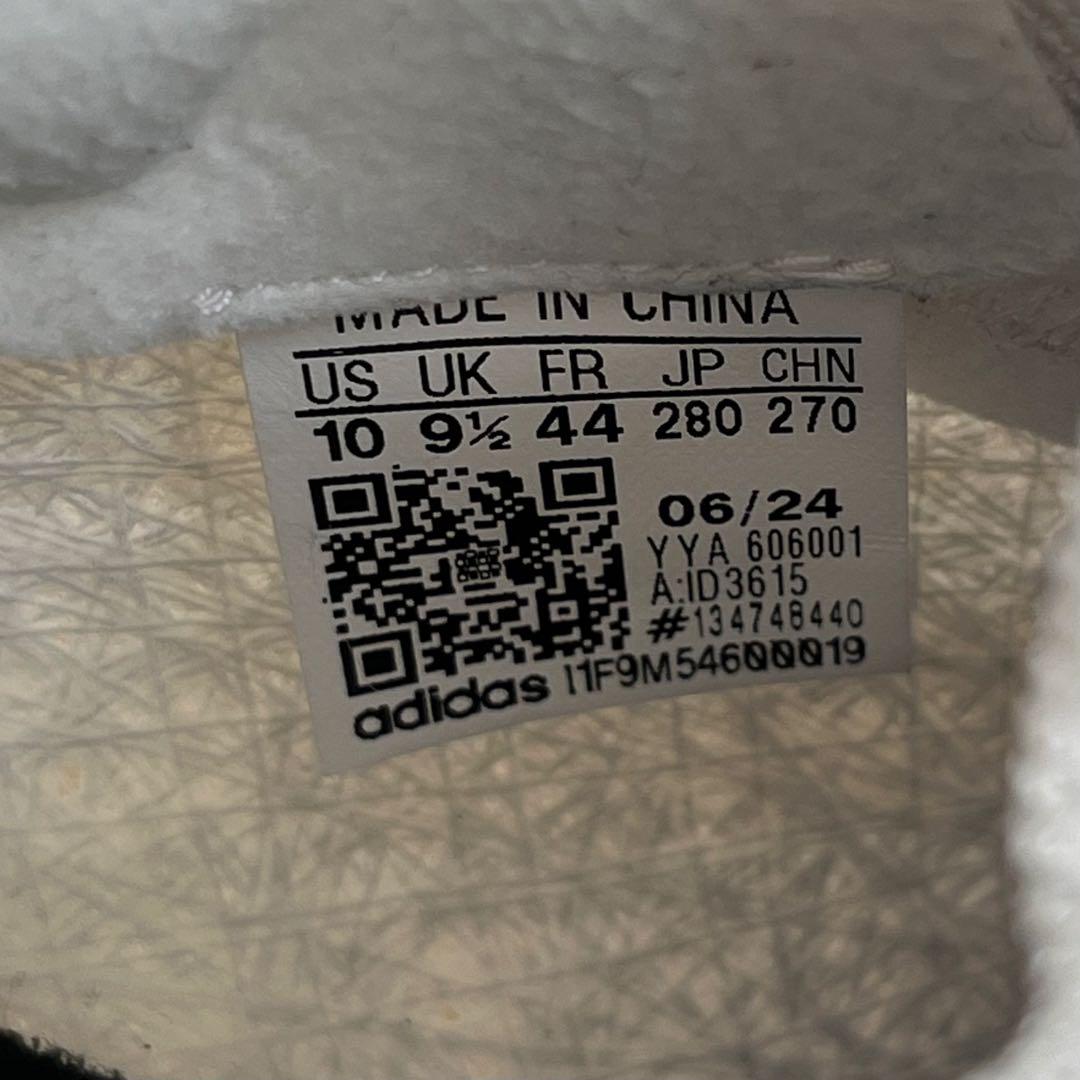 MADE IN CHINA
US UK FR JP CHN
10 9½ 44 280 270
06/24
YYA 606001
A:ID3615
#134748440
adidas I1F9M54600019